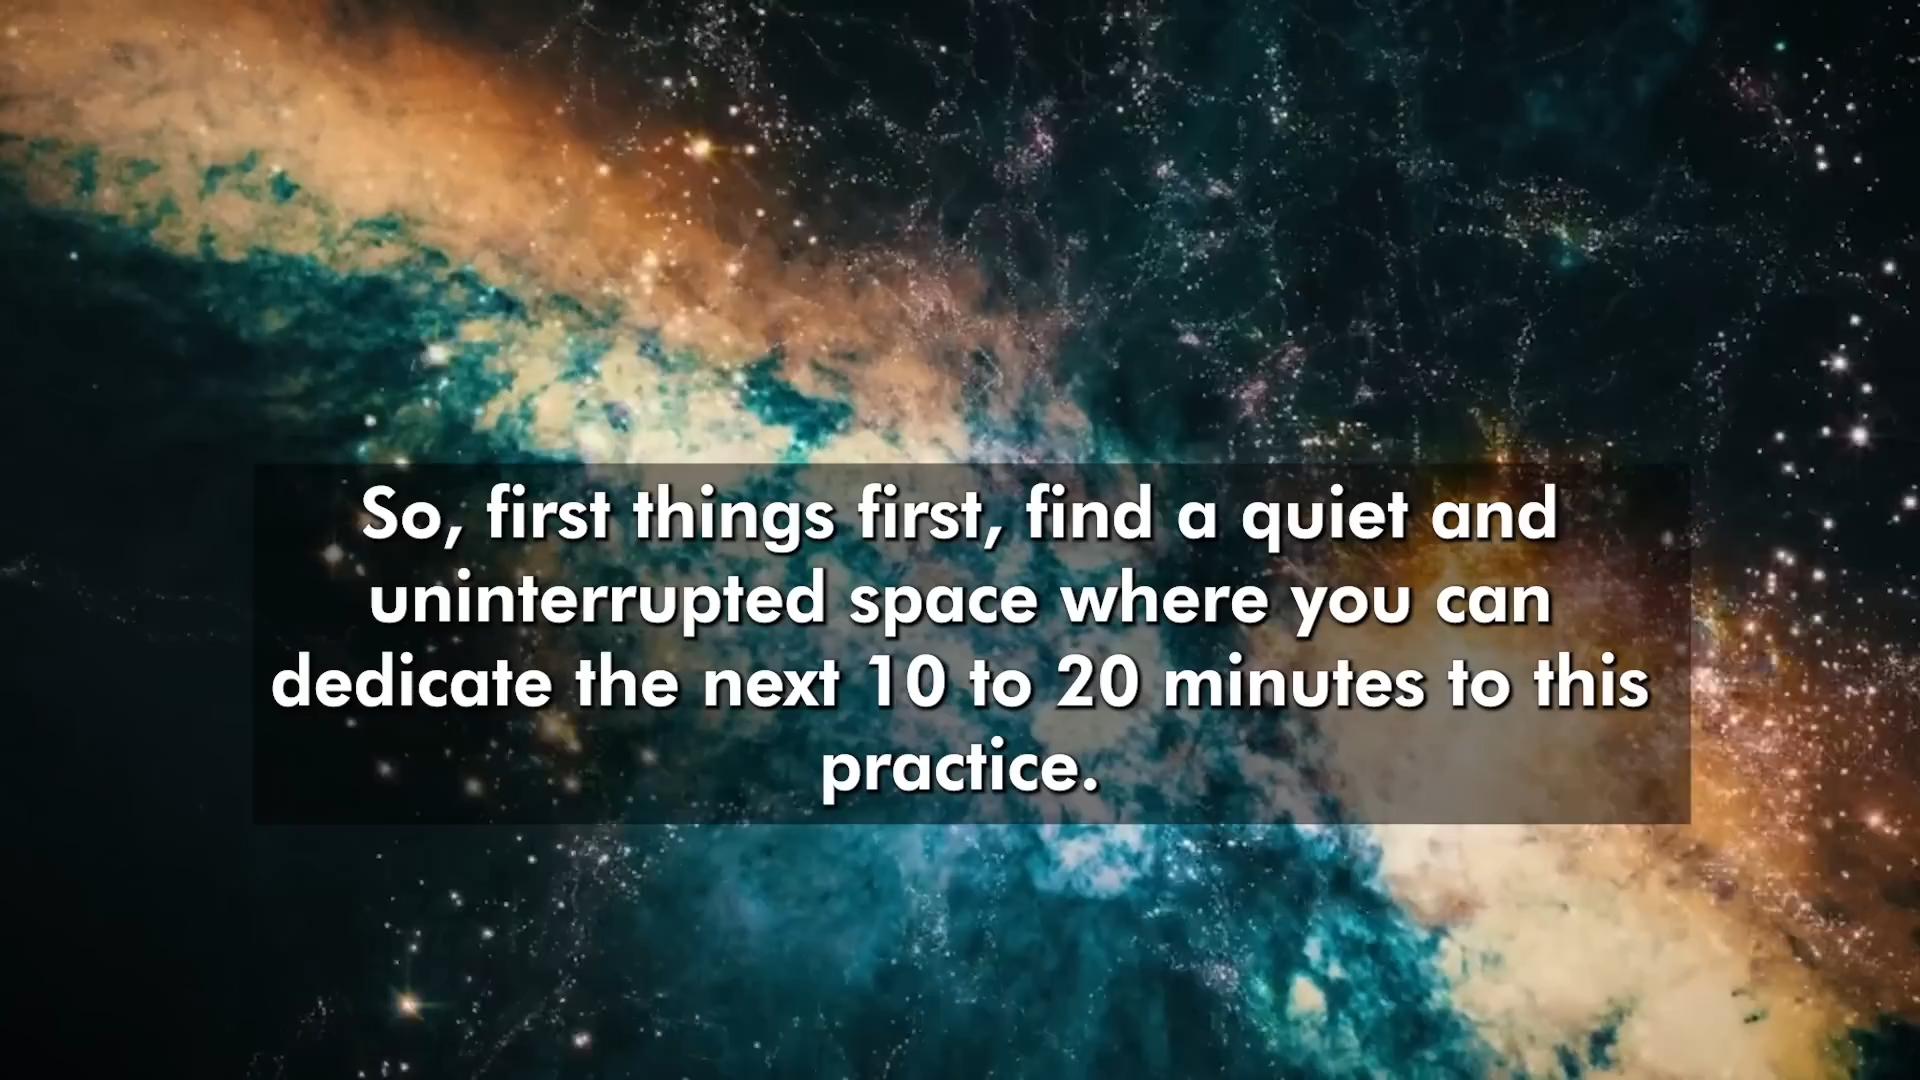 So, first things first, find a quiet and
uninterrupted space where you can
dedicate the next 10 to 20 minutes to this
practice.